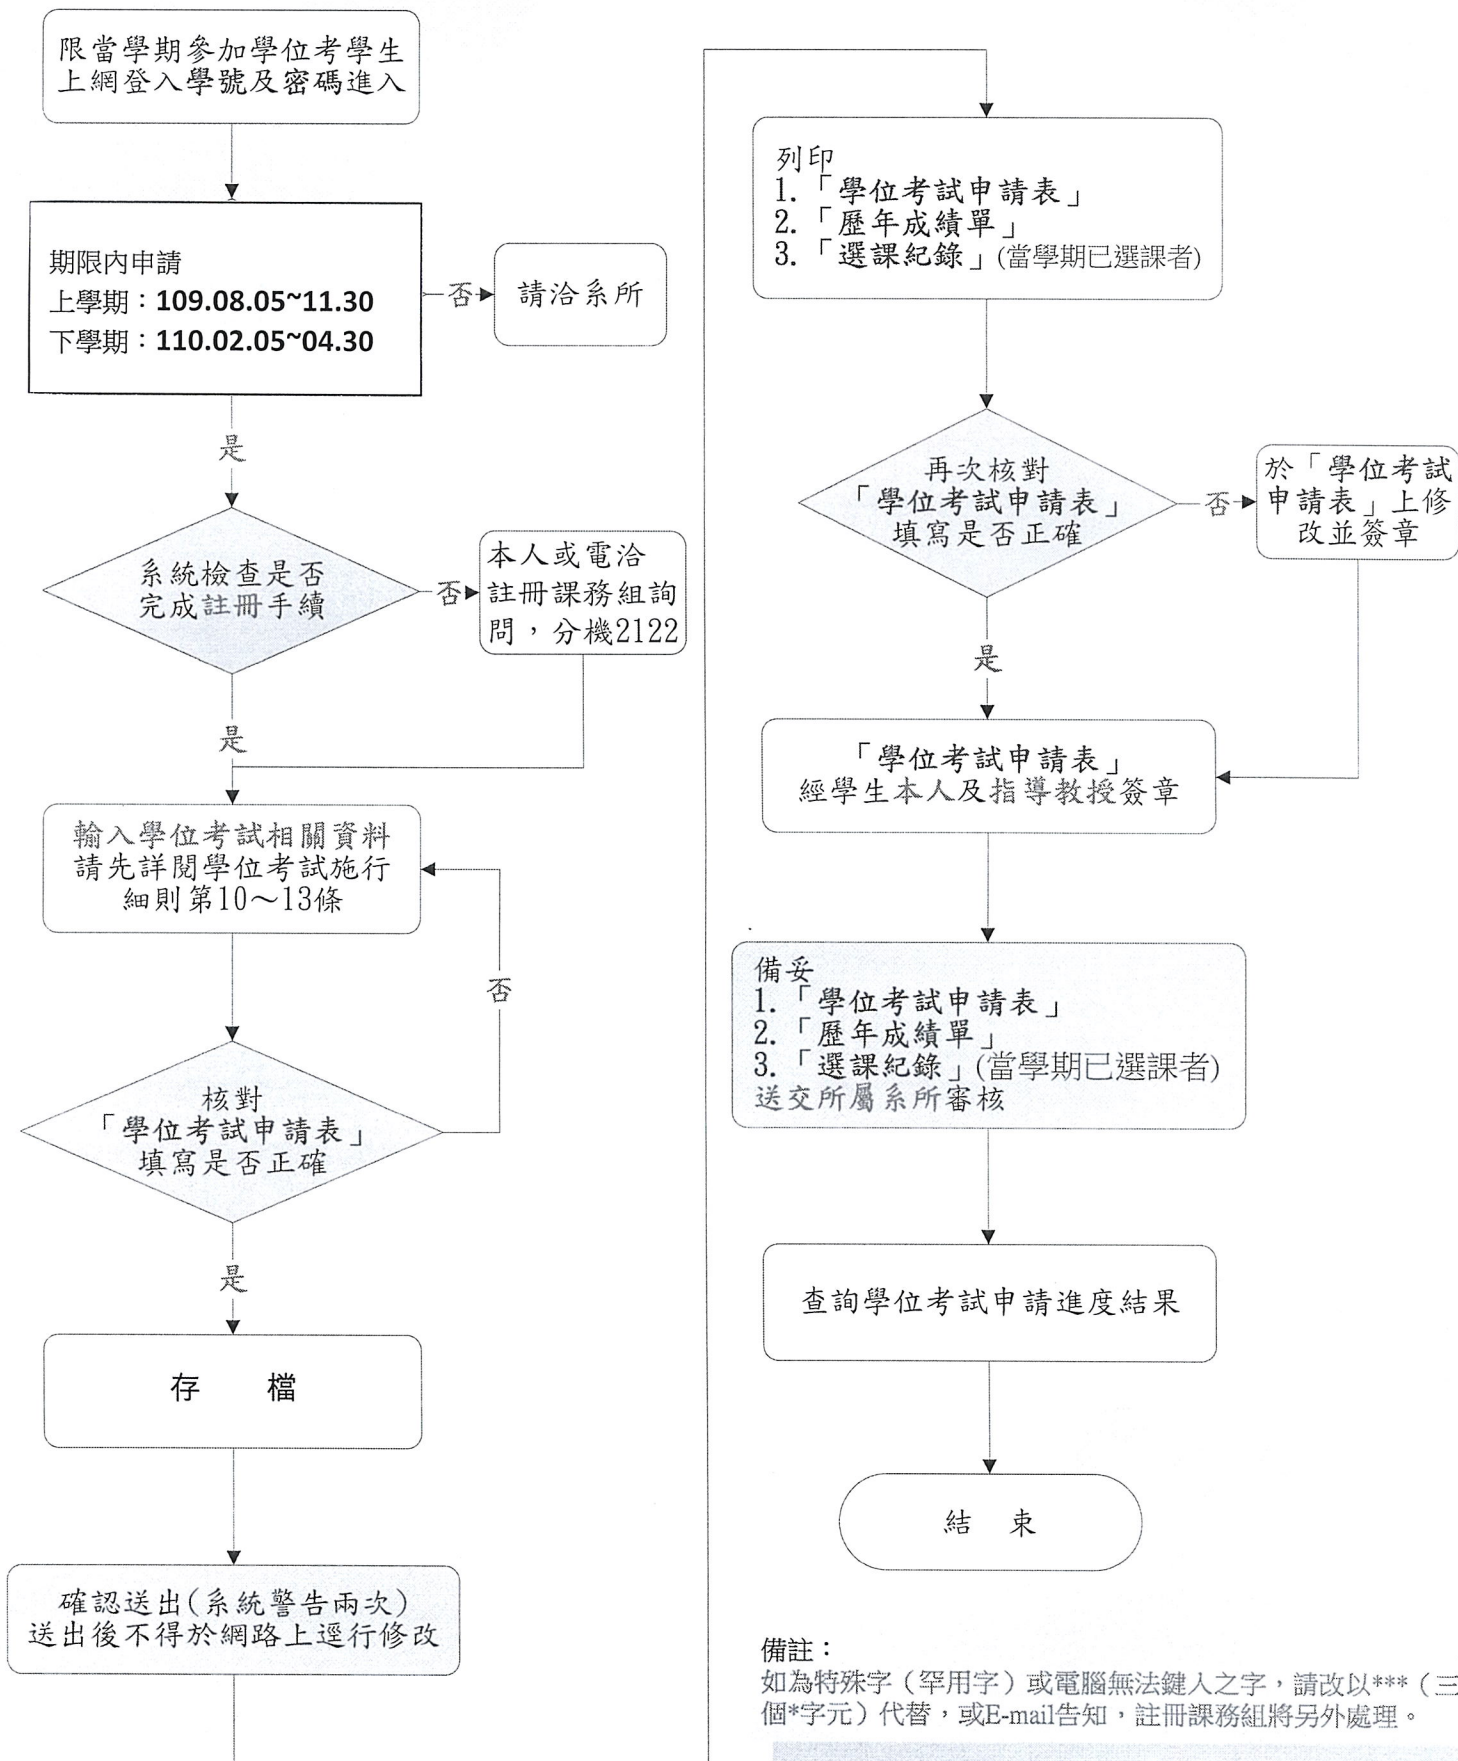 限當學期參加學位考學生
上網登入學號及密碼進入
期限內申請
上學期：109.08.05~11.30
下學期：110.02.05~04.30
否
請洽系所
是
系統檢查是否
完成註冊手續
否
本人或電洽
註冊課務組詢
問，分機2122
是
輸入學位考試相關資料
請先詳閱學位考試施行
細則第10～13條
否
核對
「學位考試申請表」
填寫是否正確
是
存 檔
確認送出(系統警告兩次)
送出後不得於網路上逕行修改
列印
1.「學位考試申請表」
2.「歷年成績單」
3.「選課紀錄」(當學期已選課者)
再次核對
「學位考試申請表」
填寫是否正確
否
於「學位考試
申請表」上修
改並簽章
是
「學位考試申請表」
經學生本人及指導教授簽章
備妥
1.「學位考試申請表」
2.「歷年成績單」
3.「選課紀錄」(當學期已選課者)
送交所屬系所審核
查詢學位考試申請進度結果
結 束
備註：
如為特殊字（罕用字）或電腦無法鍵入之字，請改以***（三
個*字元）代替，或E-mail告知，註冊課務組將另外處理。